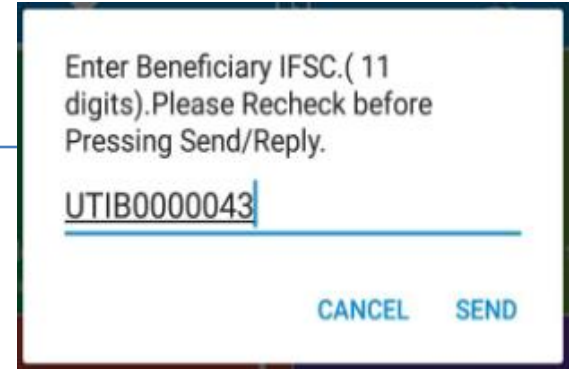 Enter Beneficiary IFSC.( 11
digits).Please Recheck before
Pressing Send/Reply.
UTIB0000043
CANCEL SEND